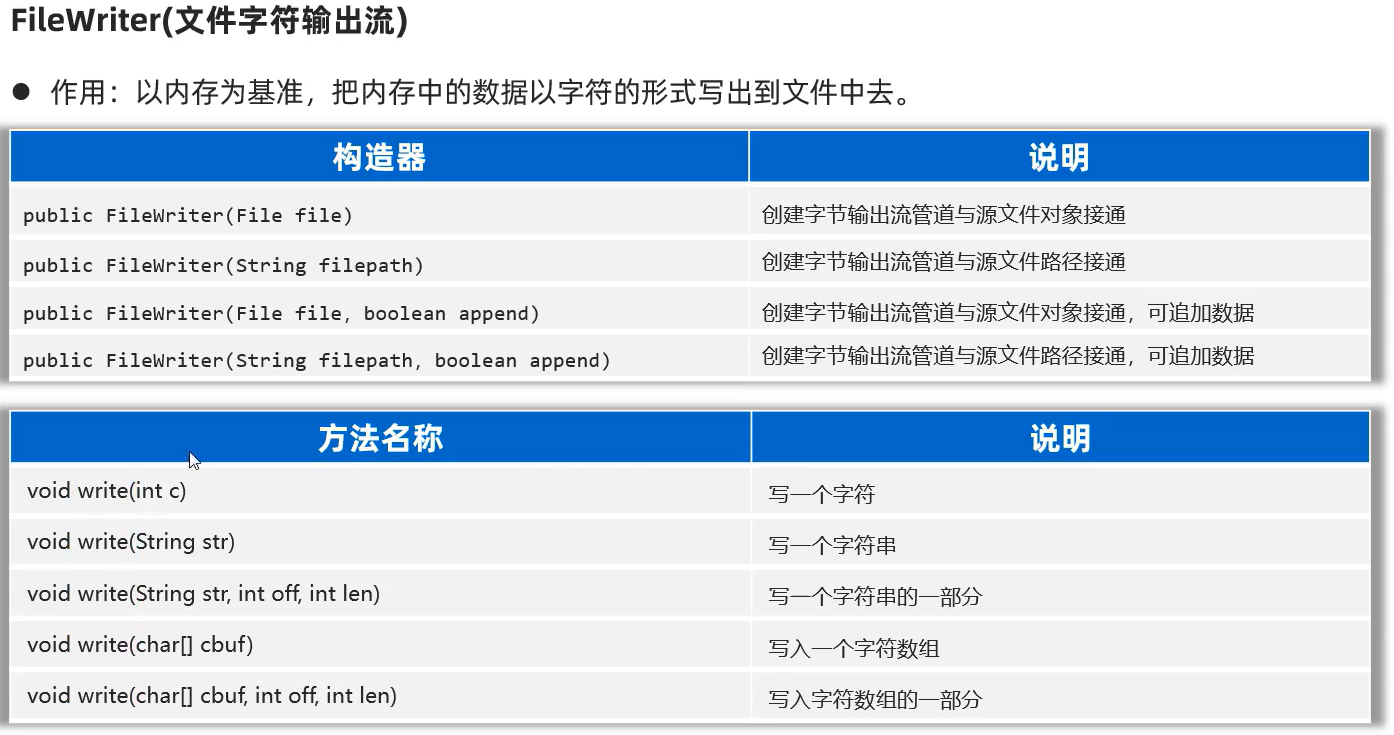 FileWriter(文件字符输出流)
● 作用：以内存为基准，把内存中的数据以字符的形式写出到文件中去。
构造器 说明
public FileWriter(File file) 创建字节输出流管道与源文件对象接通
public FileWriter(String filepath) 创建字节输出流管道与源文件路径接通
public FileWriter(File file, boolean append) 创建字节输出流管道与源文件对象接通，可追加数据
public FileWriter(String filepath, boolean append) 创建字节输出流管道与源文件路径接通，可追加数据
方法名称 说明
void write(int c) 写一个字符
void write(String str) 写一个字符串
void write(String str, int off, int len) 写一个字符串的一部分
void write(char[] cbuf) 写入一个字符数组
void write(char[] cbuf, int off, int len) 写入字符数组的一部分